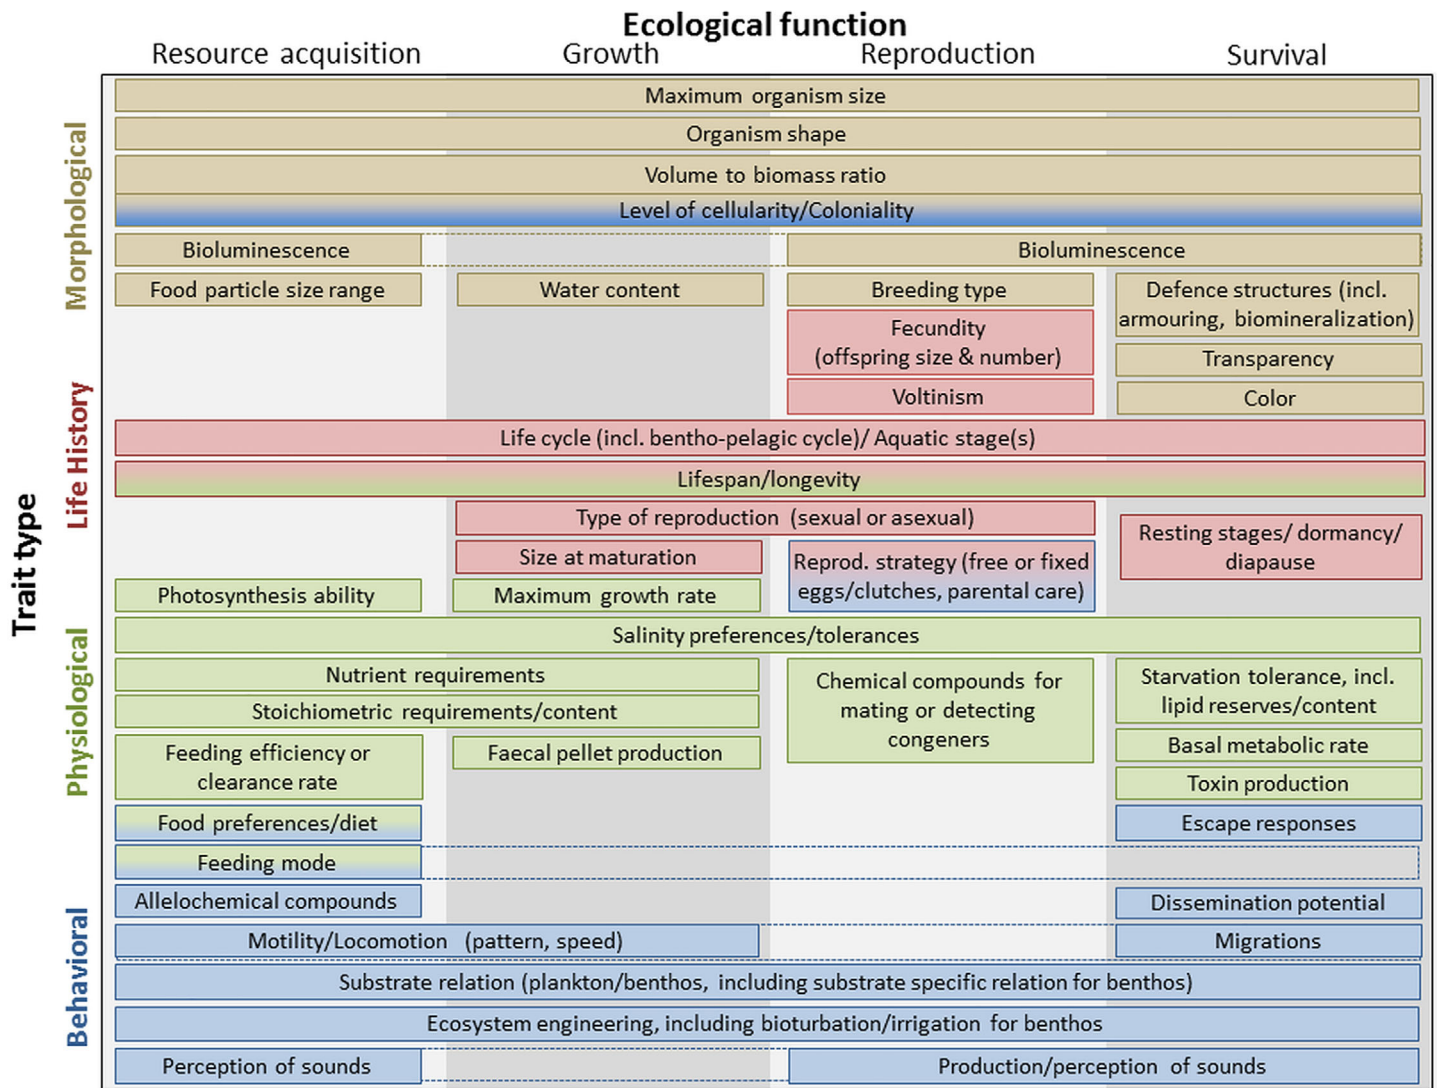 Ecological function
Resource acquisition Growth Reproduction Survival
Trait type
Morphological
Maximum organism size
Organism shape
Volume to biomass ratio
Level of cellularity/Coloniality
Bioluminescence Bioluminescence
Food particle size range Water content Breeding type Defence structures (incl.
armouring, biomineralization)
Fecundity
(offspring size & number)
Transparency
Voltinism Color
Life History
Life cycle (incl. bentho-pelagic cycle)/ Aquatic stage(s)
Lifespan/longevity
Type of reproduction (sexual or asexual)
Resting stages/ dormancy/
diapause
Size at maturation
Reprod. strategy (free or fixed
eggs/clutches, parental care)
Photosynthesis ability Maximum growth rate
Physiological
Salinity preferences/tolerances
Nutrient requirements
Stoichiometric requirements/content
Chemical compounds for
mating or detecting
congeners
Starvation tolerance, incl.
lipid reserves/content
Feeding efficiency or
clearance rate
Faecal pellet production
Basal metabolic rate
Toxin production
Food preferences/diet Escape responses
Feeding mode
Behavioral
Allelochemical compounds Dissemination potential
Motility/Locomotion (pattern, speed) Migrations
Substrate relation (plankton/benthos, including substrate specific relation for benthos)
Ecosystem engineering, including bioturbation/irrigation for benthos
Perception of sounds Production/perception of sounds